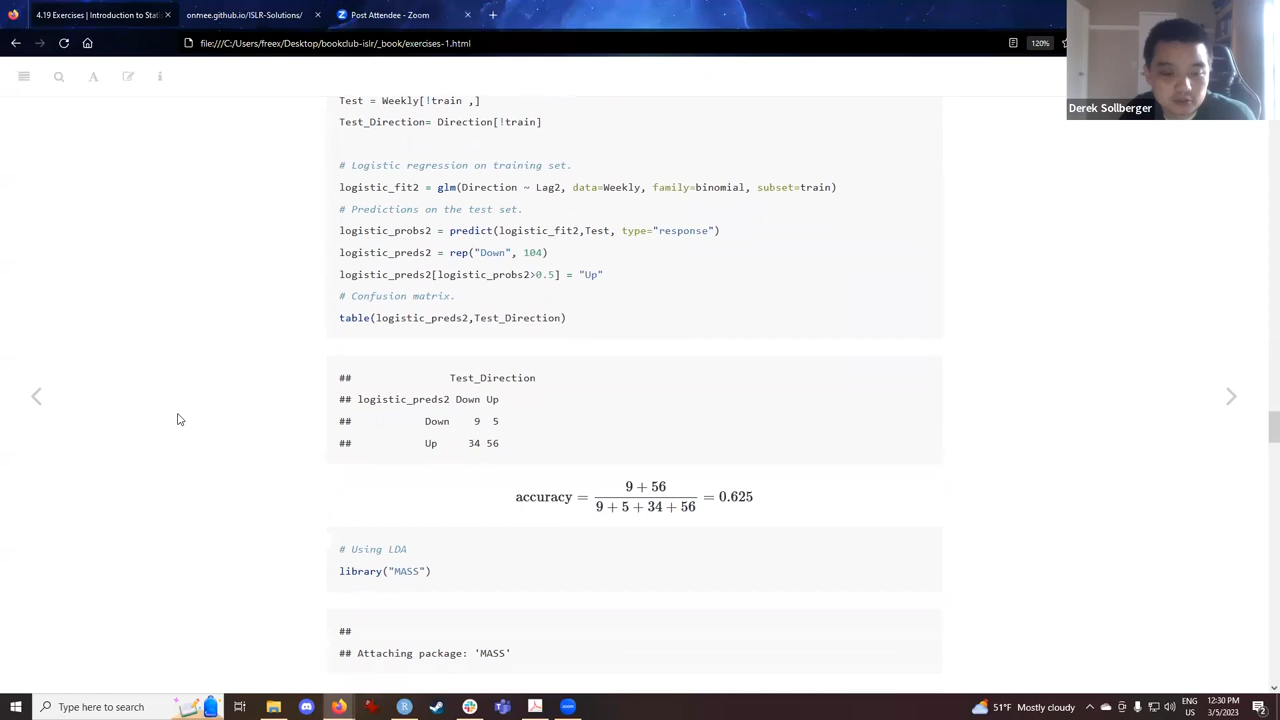 4.19 Exercises | Introduction to Stati
onmee.github.io/ISLR-Solutions/
Post Attendee - Zoom
file:///C:/Users/freex/Desktop/bookclub-islr/_book/exercises-1.html
120%
Derek Sollberger
Test = Weekly[!train ,]
Test_Direction= Direction[!train]
# Logistic regression on training set.
logistic_fit2 = glm(Direction ~ Lag2, data=Weekly, family=binomial, subset=train)
# Predictions on the test set.
logistic_probs2 = predict(logistic_fit2,Test, type="response")
logistic_preds2 = rep("Down", 104)
logistic_preds2[logistic_probs2>0.5] = "Up"
# Confusion matrix.
table(logistic_preds2,Test_Direction)
## Test_Direction
## logistic_preds2 Down Up
## Down 9 5
## Up 34 56
accuracy = 9 + 56 / 9 + 5 + 34 + 56 = 0.625
# Using LDA
library("MASS")
##
## Attaching package: 'MASS'
Type here to search
51°F Mostly cloudy
ENG
US
12:30 PM
3/5/2023
2